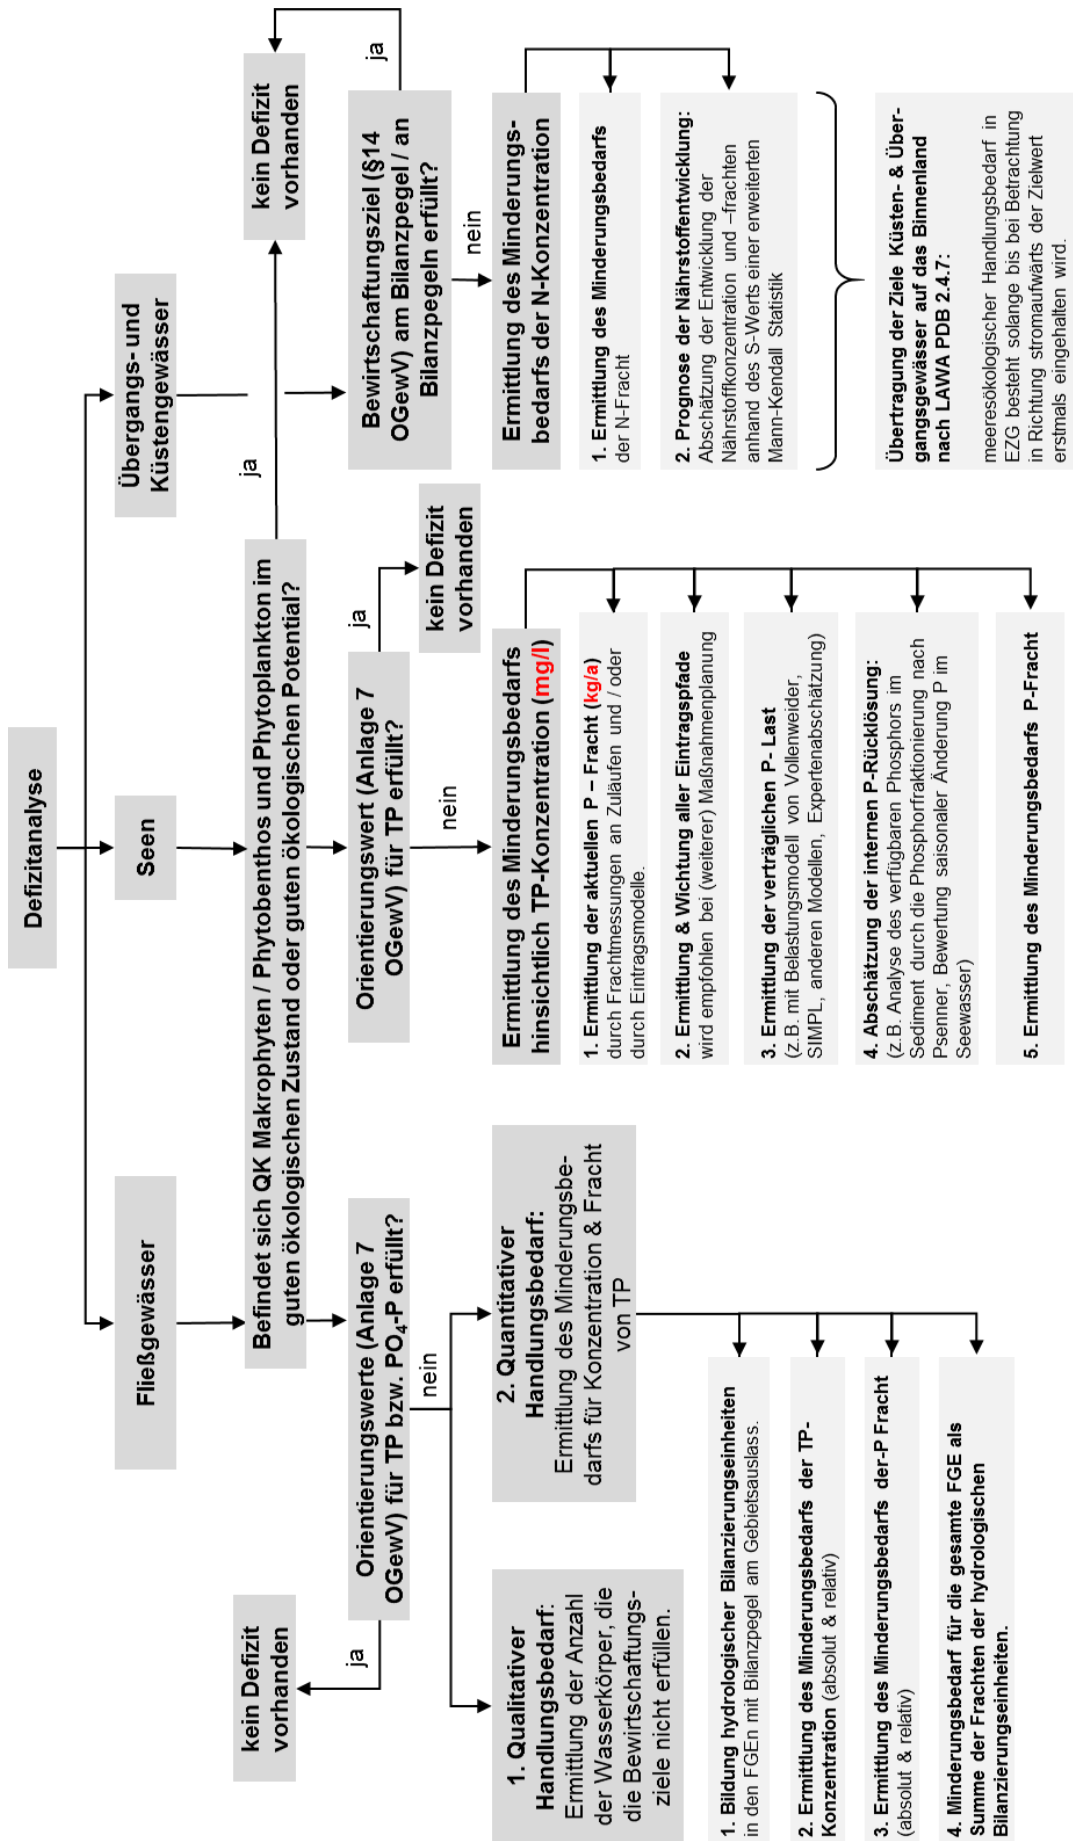 Defizitanalyse
Fließgewässer
Seen
Übergangs- und
Küstengewässer
Befindet sich QK Makrophyten / Phytobenthos und Phytoplankton im
guten ökologischen Zustand oder guten ökologischen Potential?
ja
kein Defizit
vorhanden
kein Defizit
vorhanden
ja
Orientierungswerte (Anlage 7
OGewV) für TP bzw. PO₄-P erfüllt?
nein
1. Qualitativer
Handlungsbedarf:
Ermittlung der Anzahl
der Wasserkörper, die
die Bewirtschaftungs-
ziele nicht erfüllen.
2. Quantitativer
Handlungsbedarf:
Ermittlung des Minderungsbe-
darfs für Konzentration & Fracht
von TP
1. Bildung hydrologischer Bilanzierungseinheiten
in den FGEn mit Bilanzpegel am Gebietsauslass.
2. Ermittlung des Minderungsbedarfs der TP-
Konzentration (absolut & relativ)
3. Ermittlung des Minderungsbedarfs der-P Fracht
(absolut & relativ)
4. Minderungsbedarf für die gesamte FGE als
Summe der Frachten der hydrologischen
Bilanzierungseinheiten.
Orientierungswert (Anlage 7
OGewV) für TP erfüllt?
ja
kein Defizit
vorhanden
nein
Ermittlung des Minderungsbedarfs
hinsichtlich TP-Konzentration (mg/l)
1. Ermittlung der aktuellen P – Fracht (kg/a)
durch Frachtmessungen an Zuläufen und / oder
durch Eintragsmodelle.
2. Ermittlung & Wichtung aller Eintragspfade
wird empfohlen bei (weiterer) Maßnahmenplanung
3. Ermittlung der verträglichen P- Last
(z.B. mit Belastungsmodell von Vollenweider,
SIMPL, anderen Modellen, Expertenabschätzung)
4. Abschätzung der internen P-Rücklösung:
(z.B. Analyse des verfügbaren Phosphors im
Sediment durch die Phosphorfraktionierung nach
Psenner, Bewertung saisonaler Änderung P im
Seewasser)
5. Ermittlung des Minderungsbedarfs P-Fracht
Bewirtschaftungsziel (§14
OGewV) am Bilanzpegel / an
Bilanzpegeln erfüllt?
ja
nein
Ermittlung des Minderungs-
bedarfs der N-Konzentration
1. Ermittlung des Minderungsbedarfs
der N-Fracht
2. Prognose der Nährstoffentwicklung:
Abschätzung der Entwicklung der
Nährstoffkonzentration und –frachten
anhand des S-Werts einer erweiterten
Mann-Kendall Statistik
Übertragung der Ziele Küsten- & Über-
gangsgewässer auf das Binnenland
nach LAWA PDB 2.4.7:
meeresökologischer Handlungsbedarf in
EZG besteht solange bis bei Betrachtung
in Richtung stromaufwärts der Zielwert
erstmals eingehalten wird.